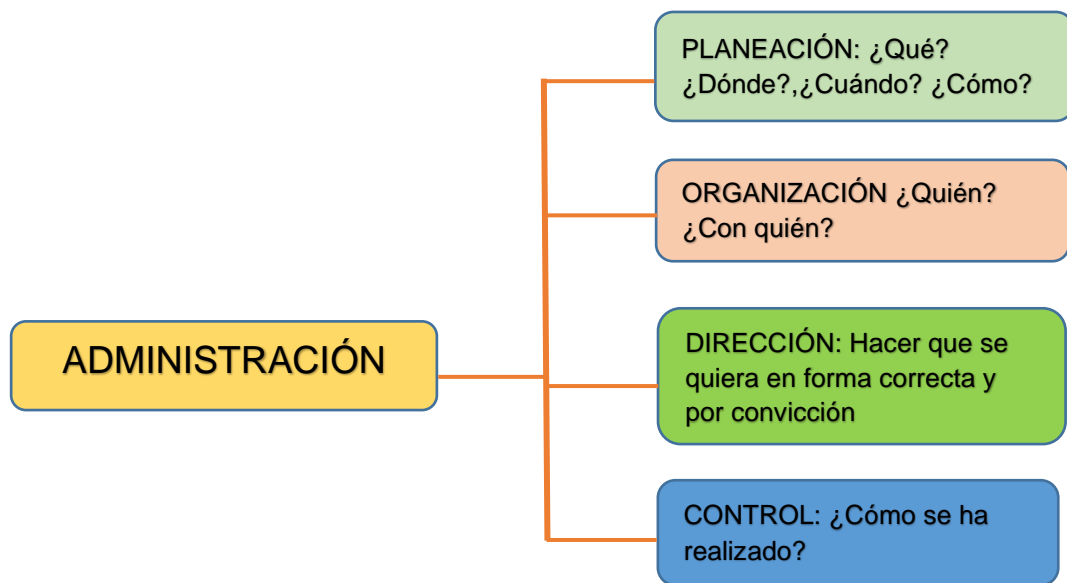 PLANEACIÓN: ¿Qué?
¿Dónde?,¿Cuándo? ¿Cómo?
ORGANIZACIÓN ¿Quién?
¿Con quién?
ADMINISTRACIÓN
DIRECCIÓN: Hacer que se
quiera en forma correcta y
por convicción
CONTROL: ¿Cómo se ha
realizado?